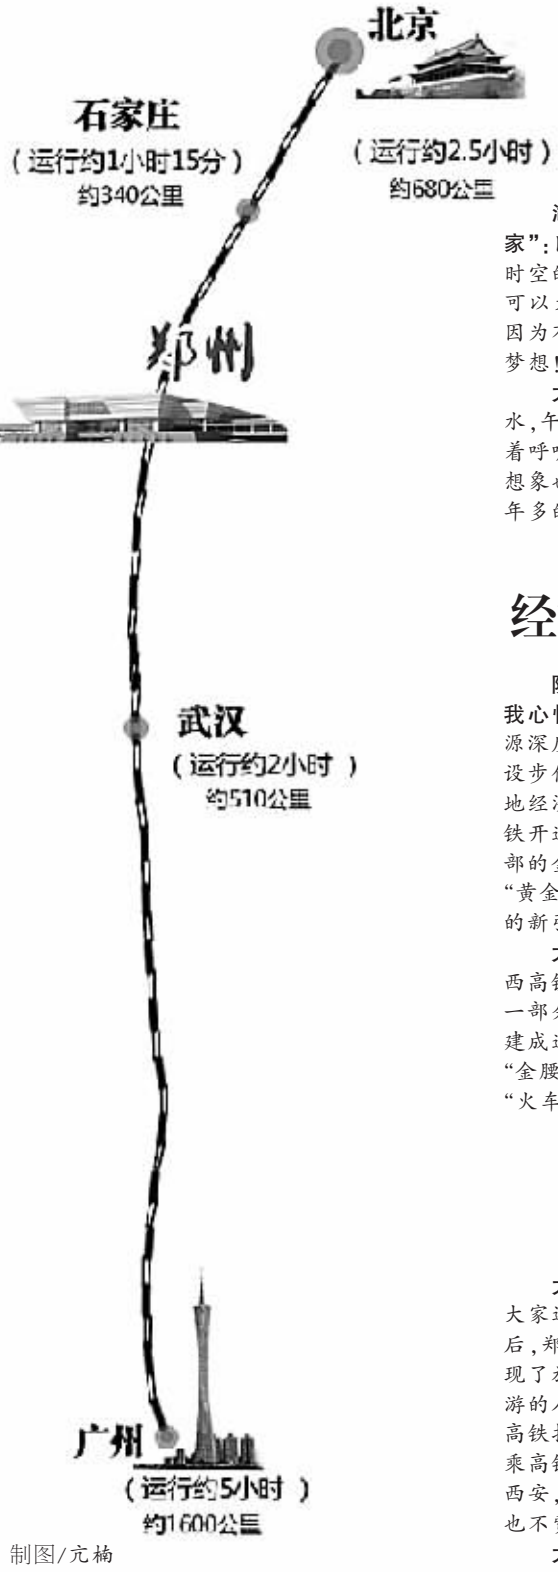 北京
（运行约2.5小时）
约680公里
石家庄
（运行约1小时15分）
约340公里
郑州
武汉
（运行约2小时 ）
约510公里
广州
（运行约5小时 ）
约1600公里
制图/亢楠
家”：
时空的
可以
因为
梦想！
水，午
着呼
想象
年多的
经
我心
源深
设步
地经
铁开
部的
“黄金
的新
西高铁
一部
建成
“金腰
“火车
大家
后，郑
现了
游的
高铁
乘高铁
西安，
也不